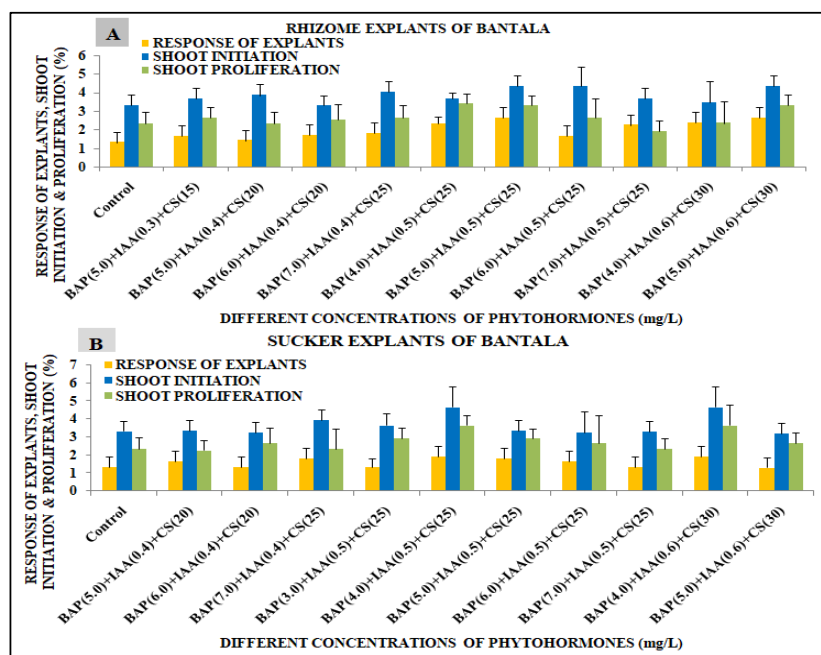 A
RHIZOME EXPLANTS OF BANTALA
RESPONSE OF EXPLANTS
SHOOT INITIATION
SHOOT PROLIFERATION
RESPONSE OF EXPLANTS, SHOOT
INITIATION & PROLIFERATION (%)
6
5
4
3
2
1
0
Control
BAP(5.0)+IAA(0.3)+CS(15)
BAP(5.0)+IAA(0.4)+CS(20)
BAP(6.0)+IAA(0.4)+CS(20)
BAP(7.0)+IAA(0.4)+CS(25)
BAP(4.0)+IAA(0.5)+CS(25)
BAP(5.0)+IAA(0.5)+CS(25)
BAP(6.0)+IAA(0.5)+CS(25)
BAP(7.0)+IAA(0.5)+CS(25)
BAP(4.0)+IAA(0.6)+CS(30)
BAP(5.0)+IAA(0.6)+CS(30)
DIFFERENT CONCENTRATIONS OF PHYTOHORMONES (mg/L)
B
SUCKER EXPLANTS OF BANTALA
RESPONSE OF EXPLANTS
SHOOT INITIATION
SHOOT PROLIFERATION
RESPONSE OF EXPLANTS, SHOOT
INITIATION & PROLIFERATION (%)
7
6
5
4
3
2
1
0
Control
BAP(5.0)+IAA(0.4)+CS(20)
BAP(6.0)+IAA(0.4)+CS(20)
BAP(7.0)+IAA(0.4)+CS(25)
BAP(3.0)+IAA(0.5)+CS(25)
BAP(4.0)+IAA(0.5)+CS(25)
BAP(5.0)+IAA(0.5)+CS(25)
BAP(6.0)+IAA(0.5)+CS(25)
BAP(7.0)+IAA(0.5)+CS(25)
BAP(4.0)+IAA(0.6)+CS(30)
BAP(5.0)+IAA(0.6)+CS(30)
DIFFERENT CONCENTRATIONS OF PHYTOHORMONES (mg/L)